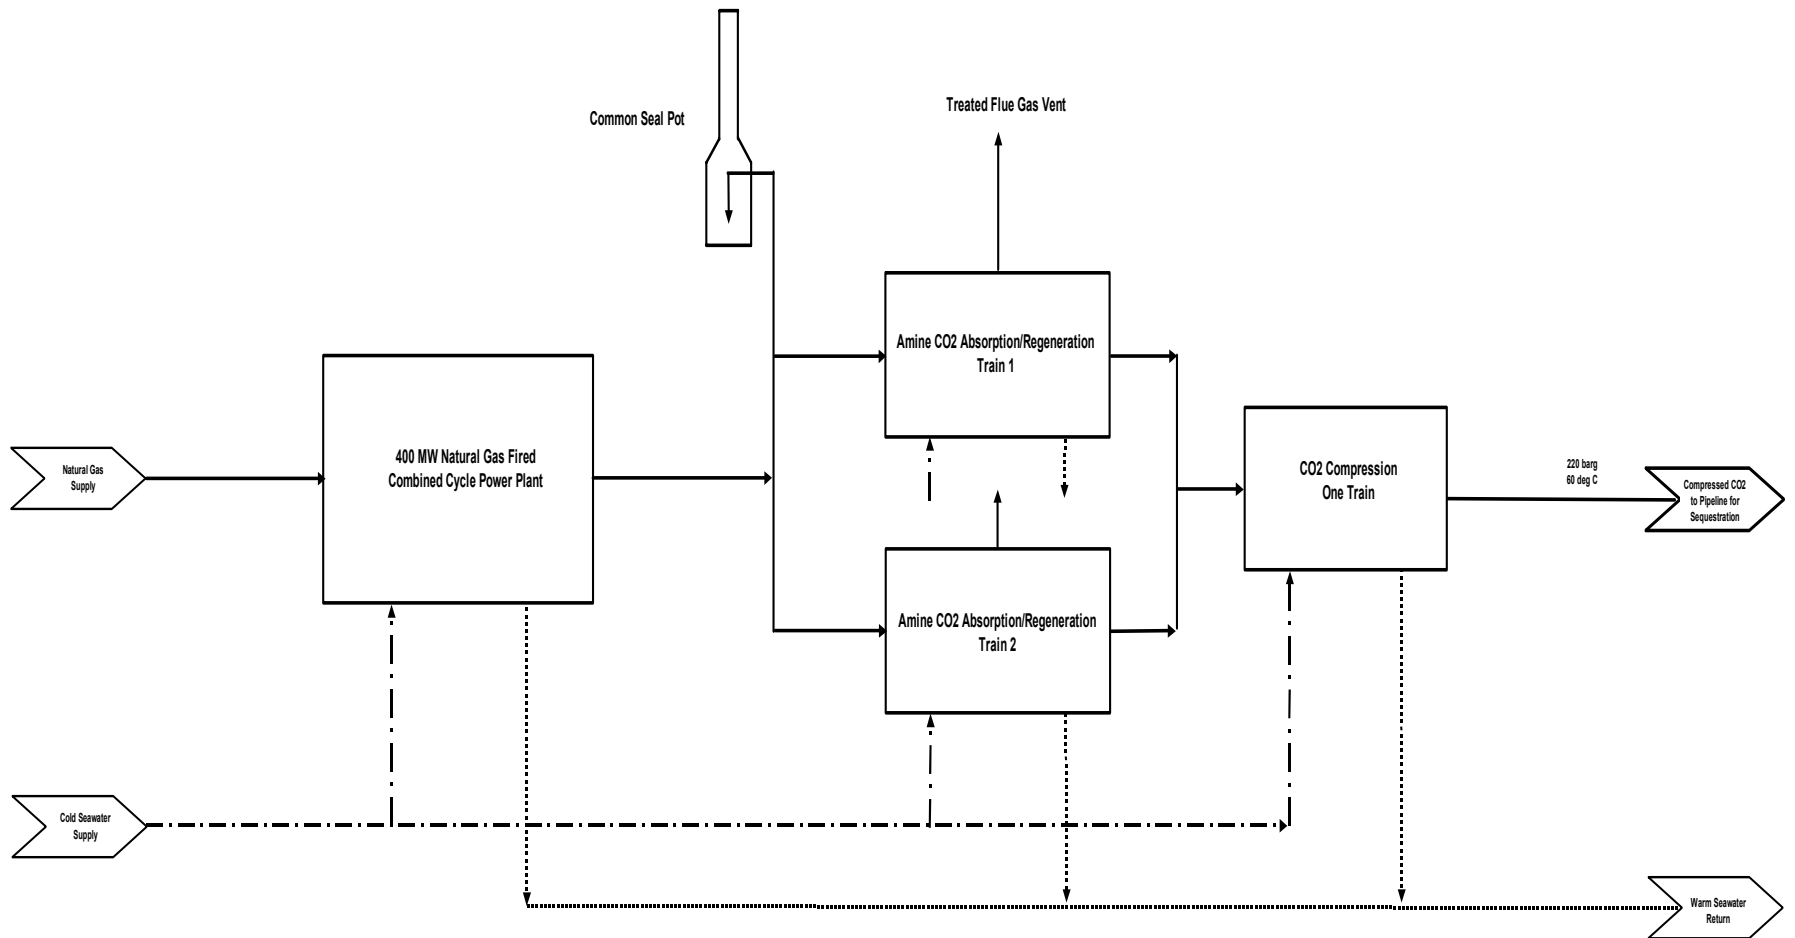 Common Seal Pot
Treated Flue Gas Vent
Amine CO2 Absorption/Regeneration
Train 1
400 MW Natural Gas Fired
Combined Cycle Power Plant
Natural Gas
Supply
CO2 Compression
One Train
220 barg
60 deg C
Compressed CO2
to Pipeline for
Sequestration
Amine CO2 Absorption/Regeneration
Train 2
Cold Seawater
Supply
Warm Seawater
Return